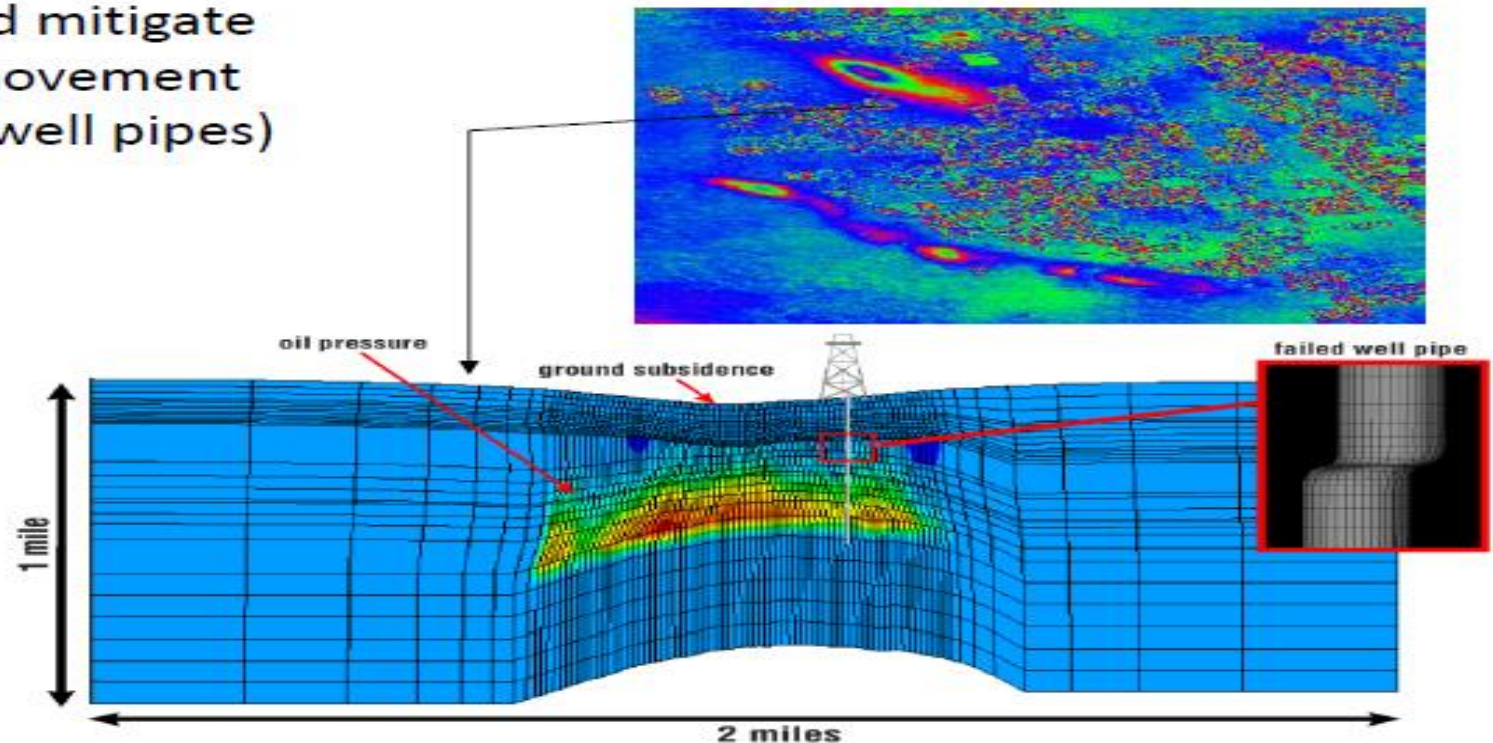 d mitigate
ovement
well pipes)
oil pressure
ground subsidence
failed well pipe
1 mile
2 miles